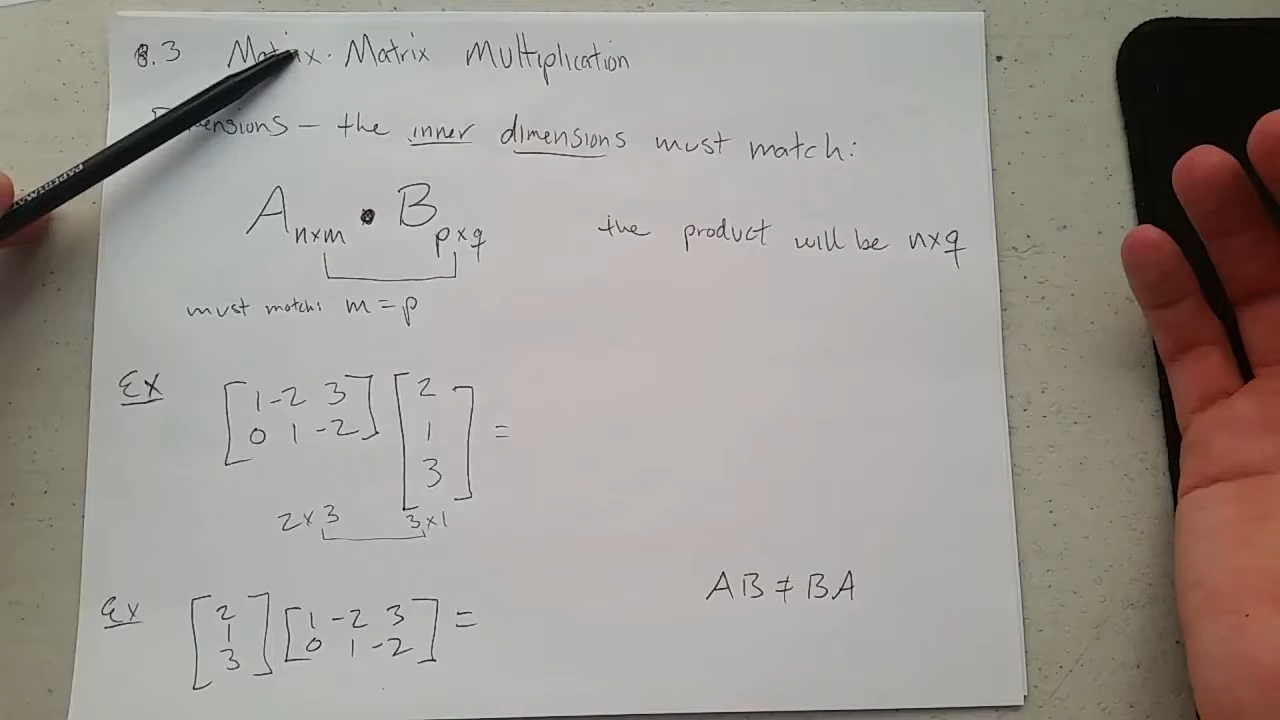 8.3 Matrix · Matrix Multiplication
Dimensions – the inner dimensions must match:
A n×m • B p×q
the product will be n×q
must match: m = p
Ex [1 -2 3
0 1 -2] [2
1
3] =
2×3 3×1
AB ≠ BA
Ex [2
1
3] [1 -2 3
0 1 -2] =